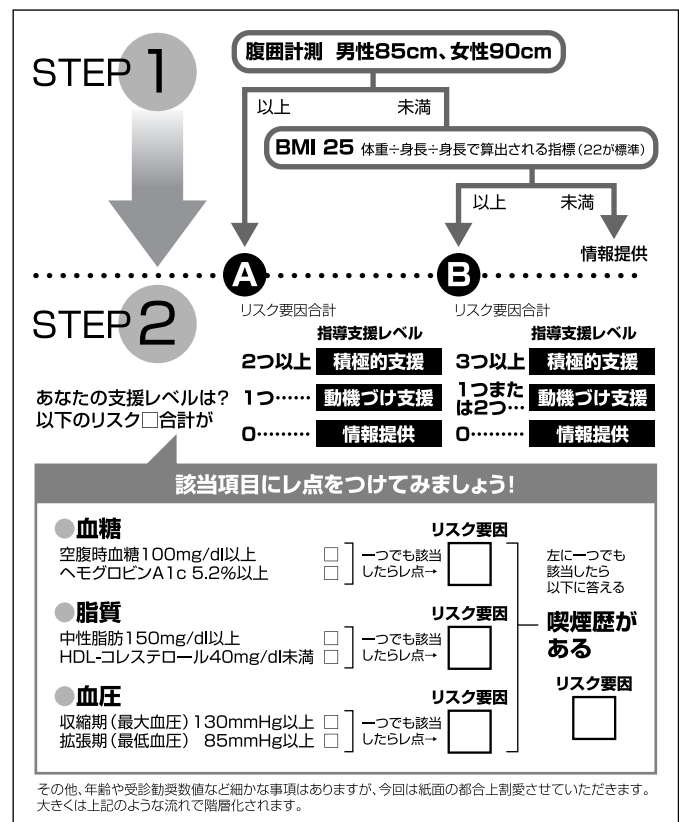 STEP 1
腹囲計測 男性85cm、女性90cm
以上 未満
BMI 25 体重÷身長÷身長で算出される指標(22が標準)
以上 未満
情報提供
A B
STEP 2
リスク要因合計 リスク要因合計
指導支援レベル 指導支援レベル
2つ以上 積極的支援 3つ以上 積極的支援
あなたの支援レベルは?
以下のリスク□合計が
1つ…… 動機づけ支援
1つまた
は2つ… 動機づけ支援
0……… 情報提供 0……… 情報提供
該当項目にレ点をつけてみましょう!
●血糖 リスク要因
空腹時血糖100mg/dl以上 □
ヘモグロビンA1c 5.2%以上 □
一つでも該当
したらレ点→
●脂質 リスク要因
中性脂肪150mg/dl以上 □
HDL-コレステロール40mg/dl未満 □
一つでも該当
したらレ点→
●血圧 リスク要因
収縮期(最大血圧)130mmHg以上 □
拡張期(最低血圧) 85mmHg以上 □
一つでも該当
したらレ点→
左に一つでも
該当したら
以下に答える
喫煙歴が
ある
リスク要因
その他、年齢や受診勧奨数値など細かな事項はありますが、今回は紙面の都合上割愛させていただきます。
大きくは上記のような流れで階層化されます。